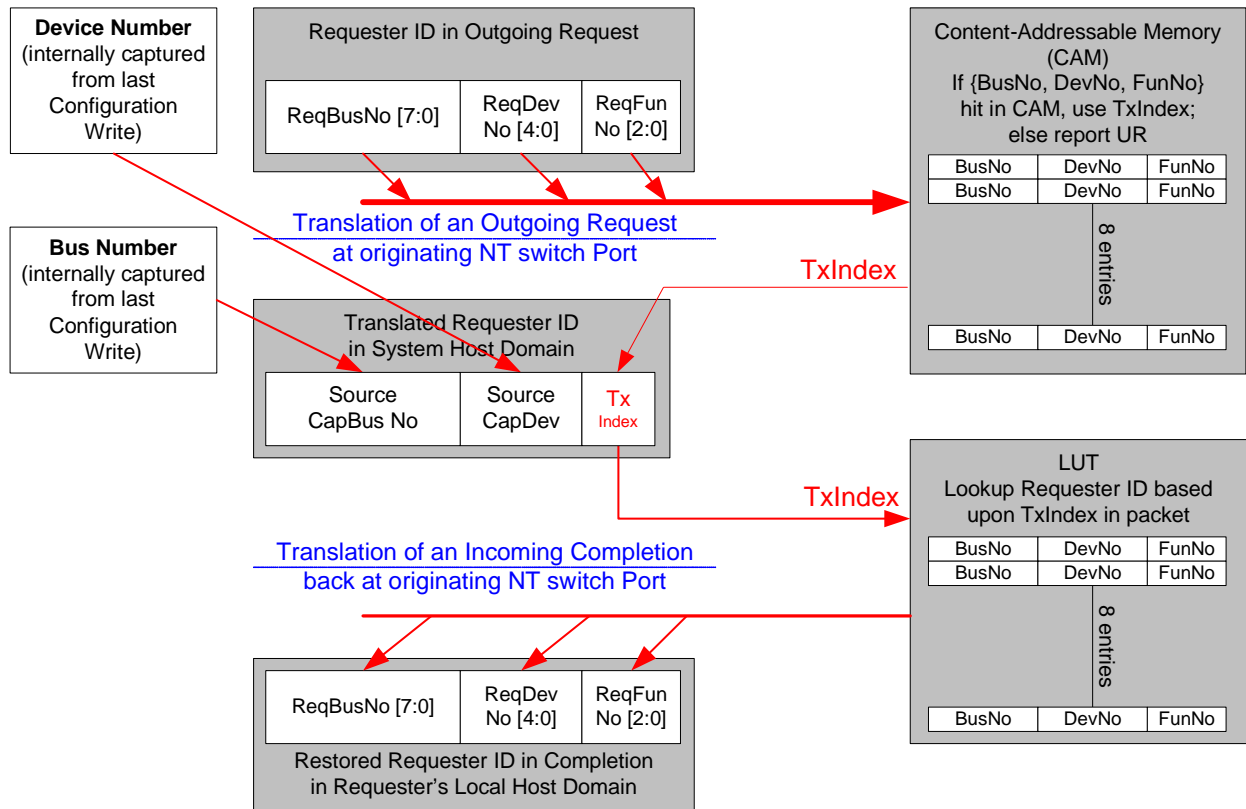 Device Number
(internally captured
from last
Configuration
Write)
Requester ID in Outgoing Request
ReqBusNo [7:0]
ReqDev
No [4:0]
ReqFun
No [2:0]
Content-Addressable Memory
(CAM)
If {BusNo, DevNo, FunNo}
hit in CAM, use TxIndex;
else report UR
BusNo DevNo FunNo
BusNo DevNo FunNo
8 entries
BusNo DevNo FunNo
Translation of an Outgoing Request
at originating NT switch Port
Bus Number
(internally captured
from last
Configuration
Write)
TxIndex
Translated Requester ID
in System Host Domain
Source
CapBus No
Source
CapDev
Tx
Index
TxIndex
LUT
Lookup Requester ID based
upon TxIndex in packet
BusNo DevNo FunNo
BusNo DevNo FunNo
8 entries
BusNo DevNo FunNo
Translation of an Incoming Completion
back at originating NT switch Port
ReqBusNo [7:0]
ReqDev
No [4:0]
ReqFun
No [2:0]
Restored Requester ID in Completion
in Requester's Local Host Domain